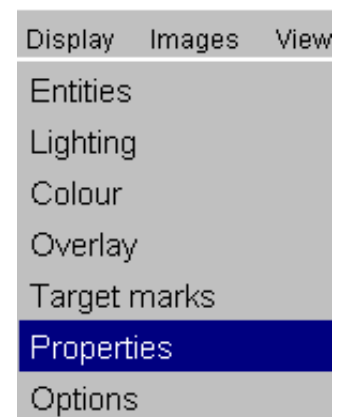 Display Images View
Entities
Lighting
Colour
Overlay
Target marks
Properties
Options